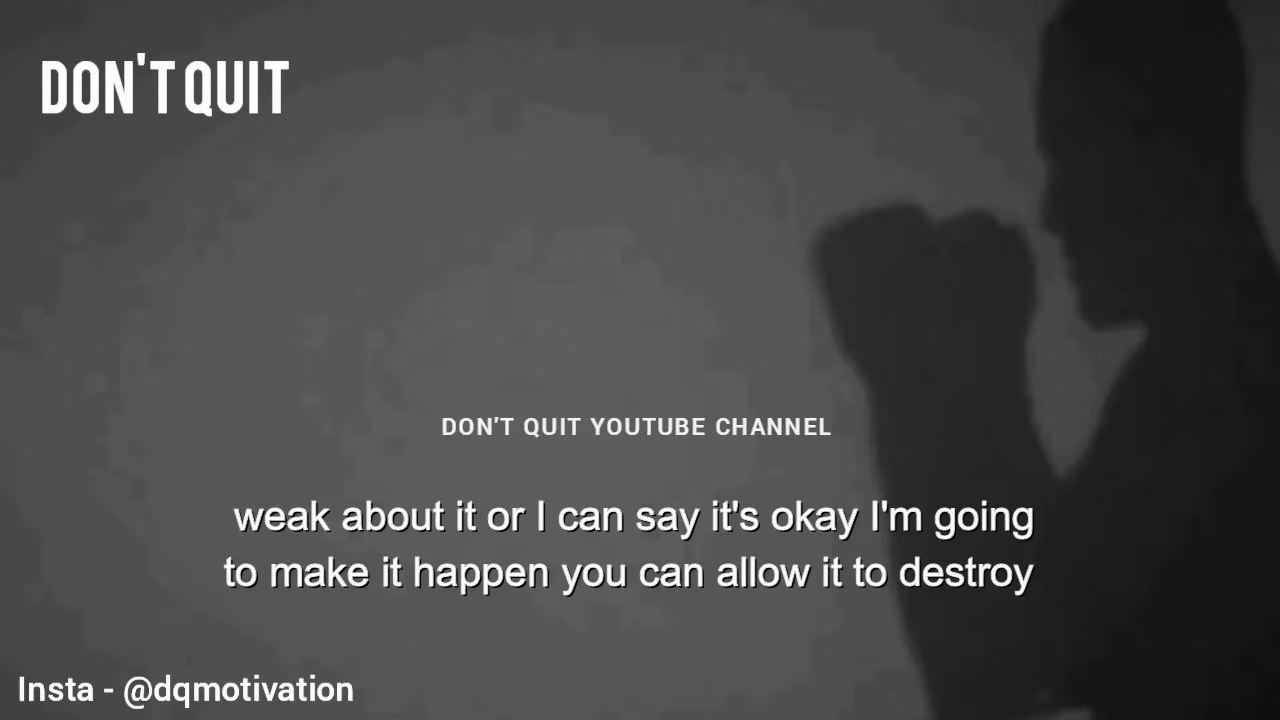 DON'T QUIT
DON'T QUIT YOUTUBE CHANNEL
weak about it or I can say it's okay I'm going
to make it happen you can allow it to destroy
Insta - @dqmotivation